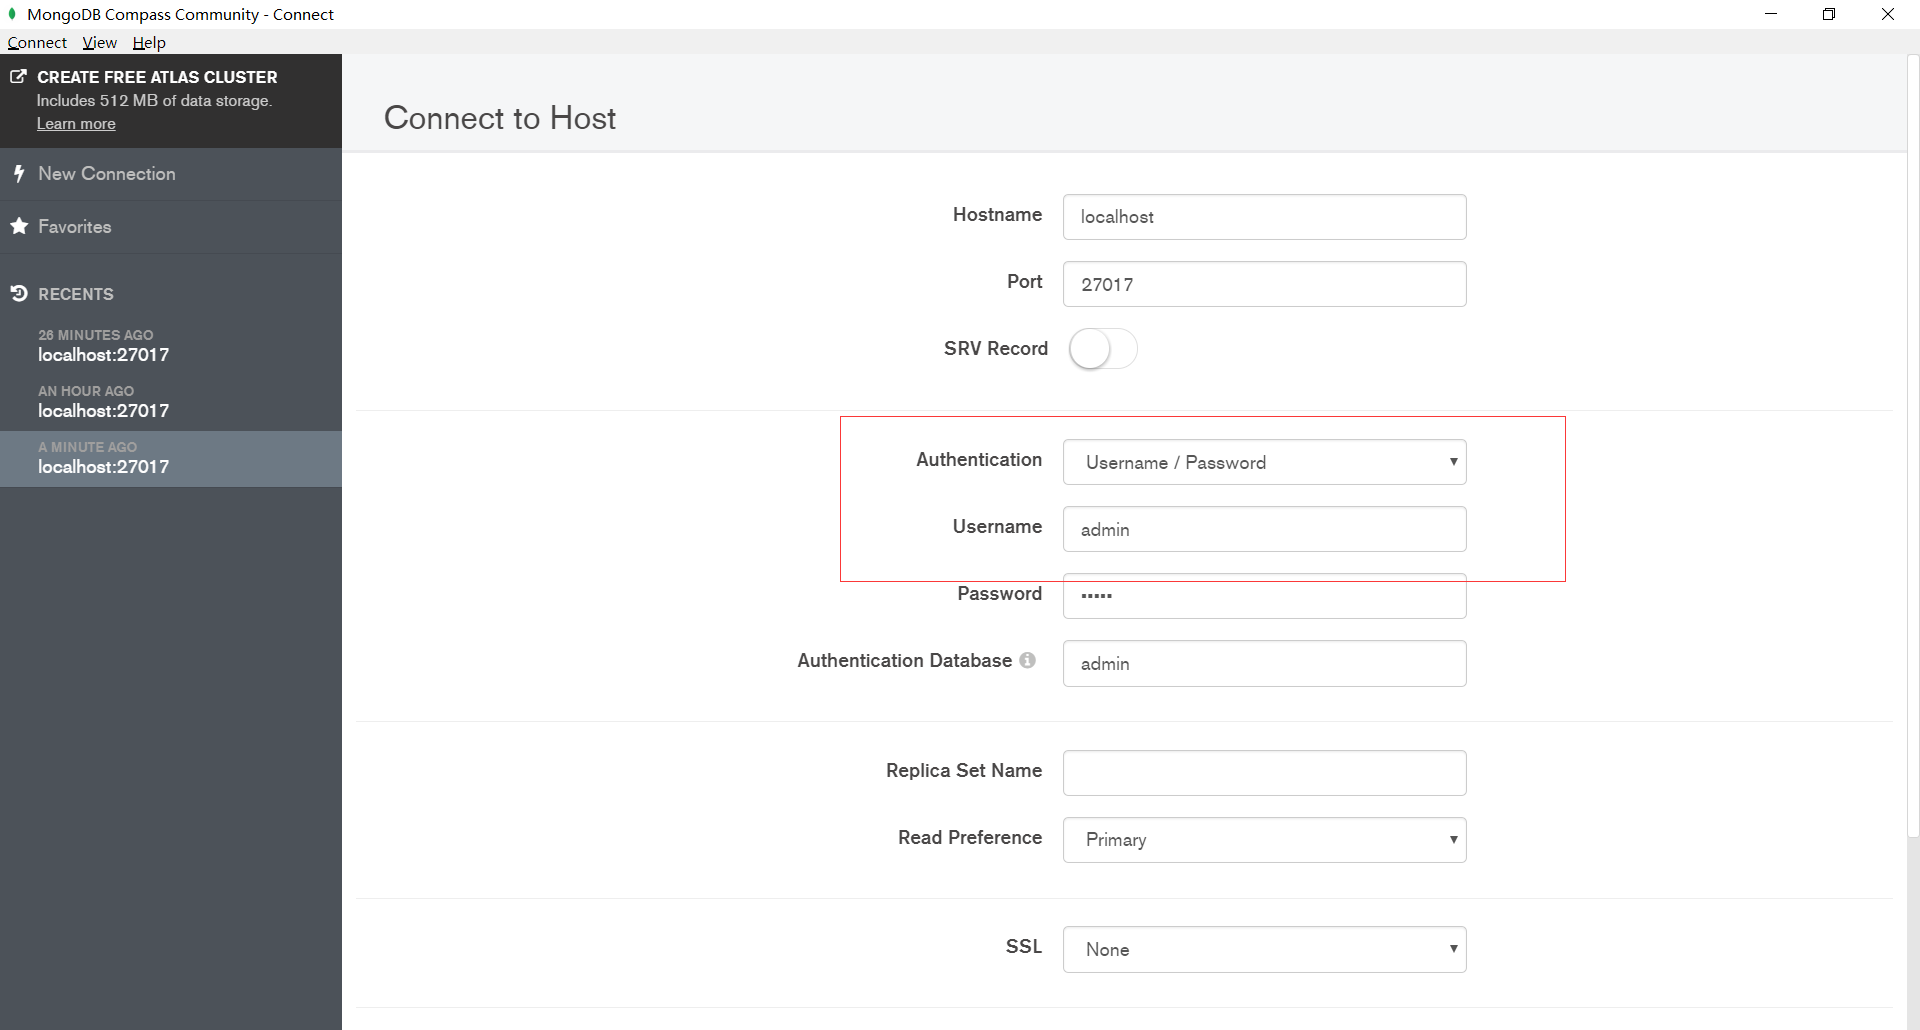 MongoDB Compass Community - Connect
Connect View Help
CREATE FREE ATLAS CLUSTER
Includes 512 MB of data storage.
Learn more
New Connection
Favorites
RECENTS
26 MINUTES AGO
localhost:27017
AN HOUR AGO
localhost:27017
A MINUTE AGO
localhost:27017
Connect to Host
Hostname localhost
Port 27017
SRV Record
Authentication Username / Password
Username admin
Password •••••
Authentication Database admin
Replica Set Name
Read Preference Primary
SSL None